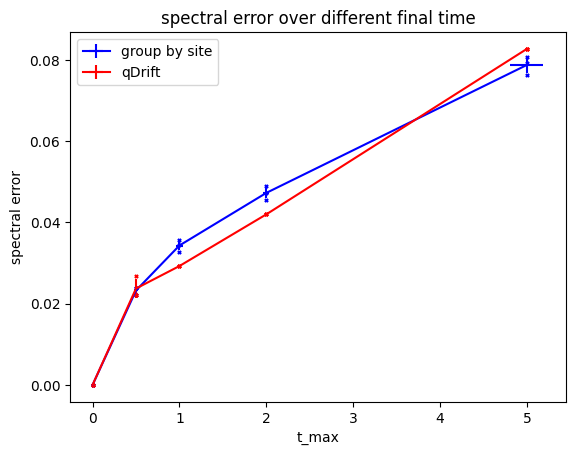 spectral error over different final time
group by site
qDrift
0.08
0.06
0.04
0.02
0.00
spectral error
0
1
2
3
4
5
t_max